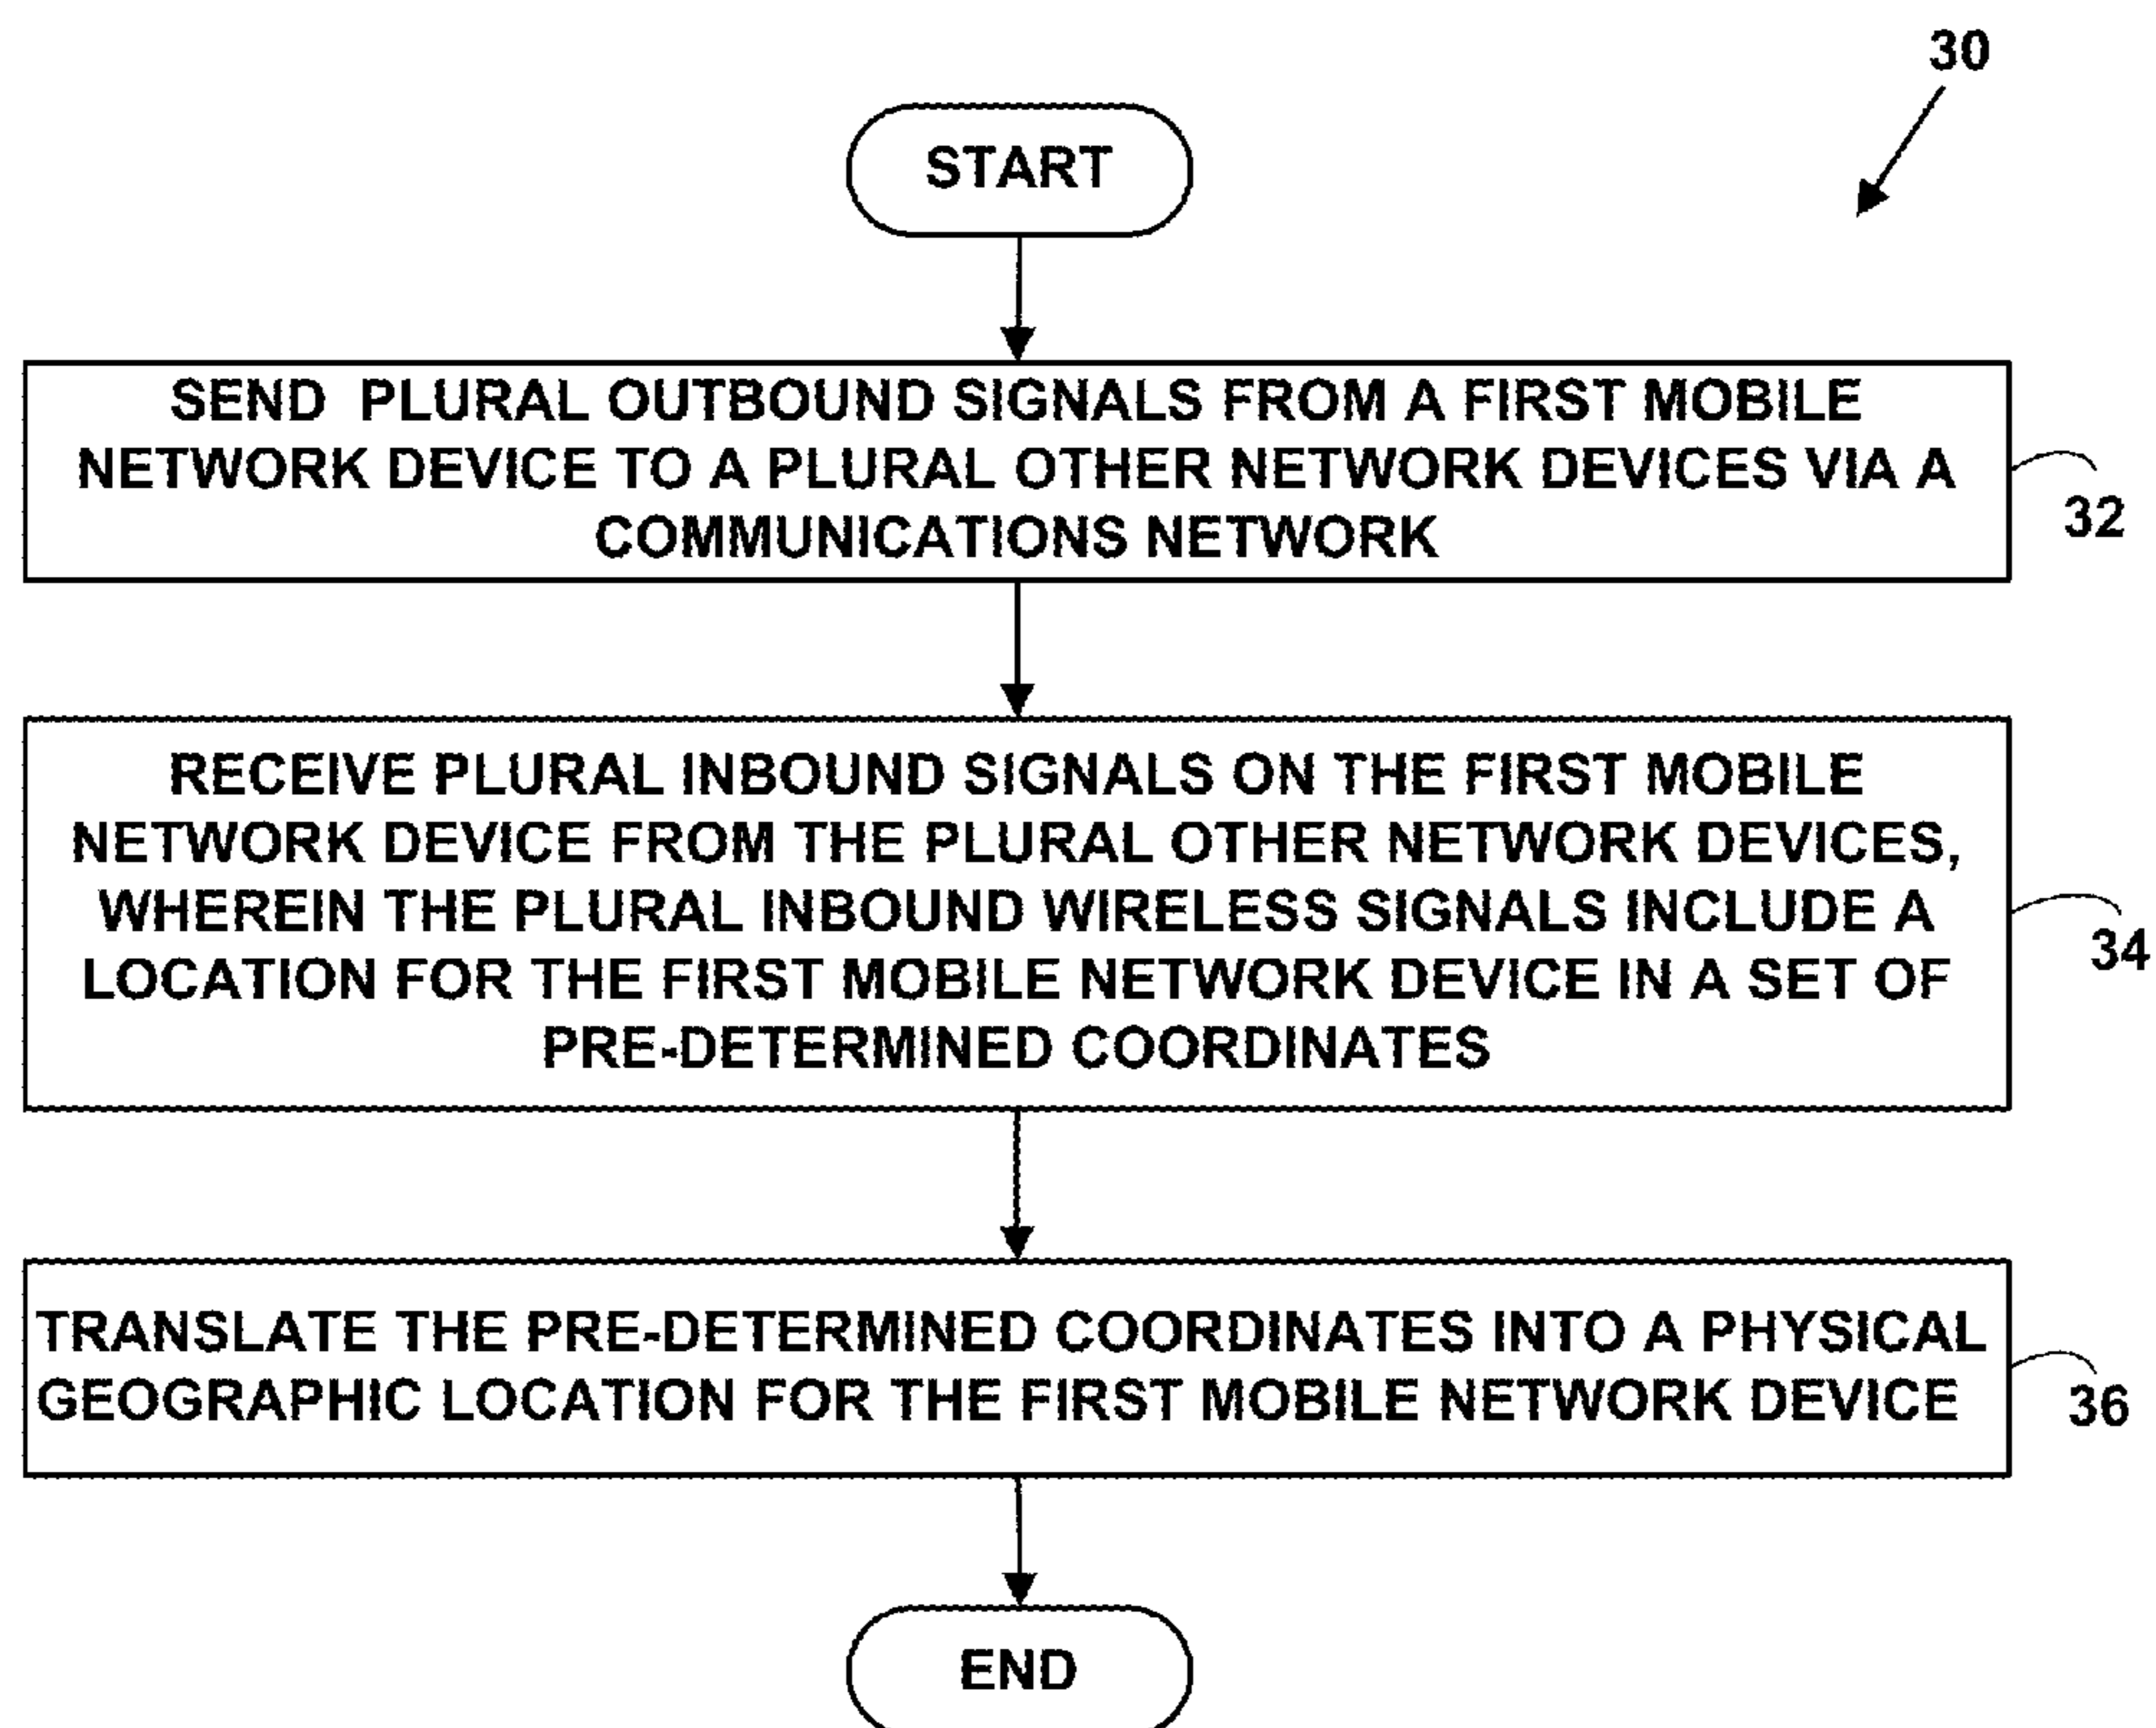 30
START
SEND PLURAL OUTBOUND SIGNALS FROM A FIRST MOBILE
NETWORK DEVICE TO A PLURAL OTHER NETWORK DEVICES VIA A
COMMUNICATIONS NETWORK
32
RECEIVE PLURAL INBOUND SIGNALS ON THE FIRST MOBILE
NETWORK DEVICE FROM THE PLURAL OTHER NETWORK DEVICES,
WHEREIN THE PLURAL INBOUND WIRELESS SIGNALS INCLUDE A
LOCATION FOR THE FIRST MOBILE NETWORK DEVICE IN A SET OF
PRE-DETERMINED COORDINATES
34
TRANSLATE THE PRE-DETERMINED COORDINATES INTO A PHYSICAL
GEOGRAPHIC LOCATION FOR THE FIRST MOBILE NETWORK DEVICE
36
END